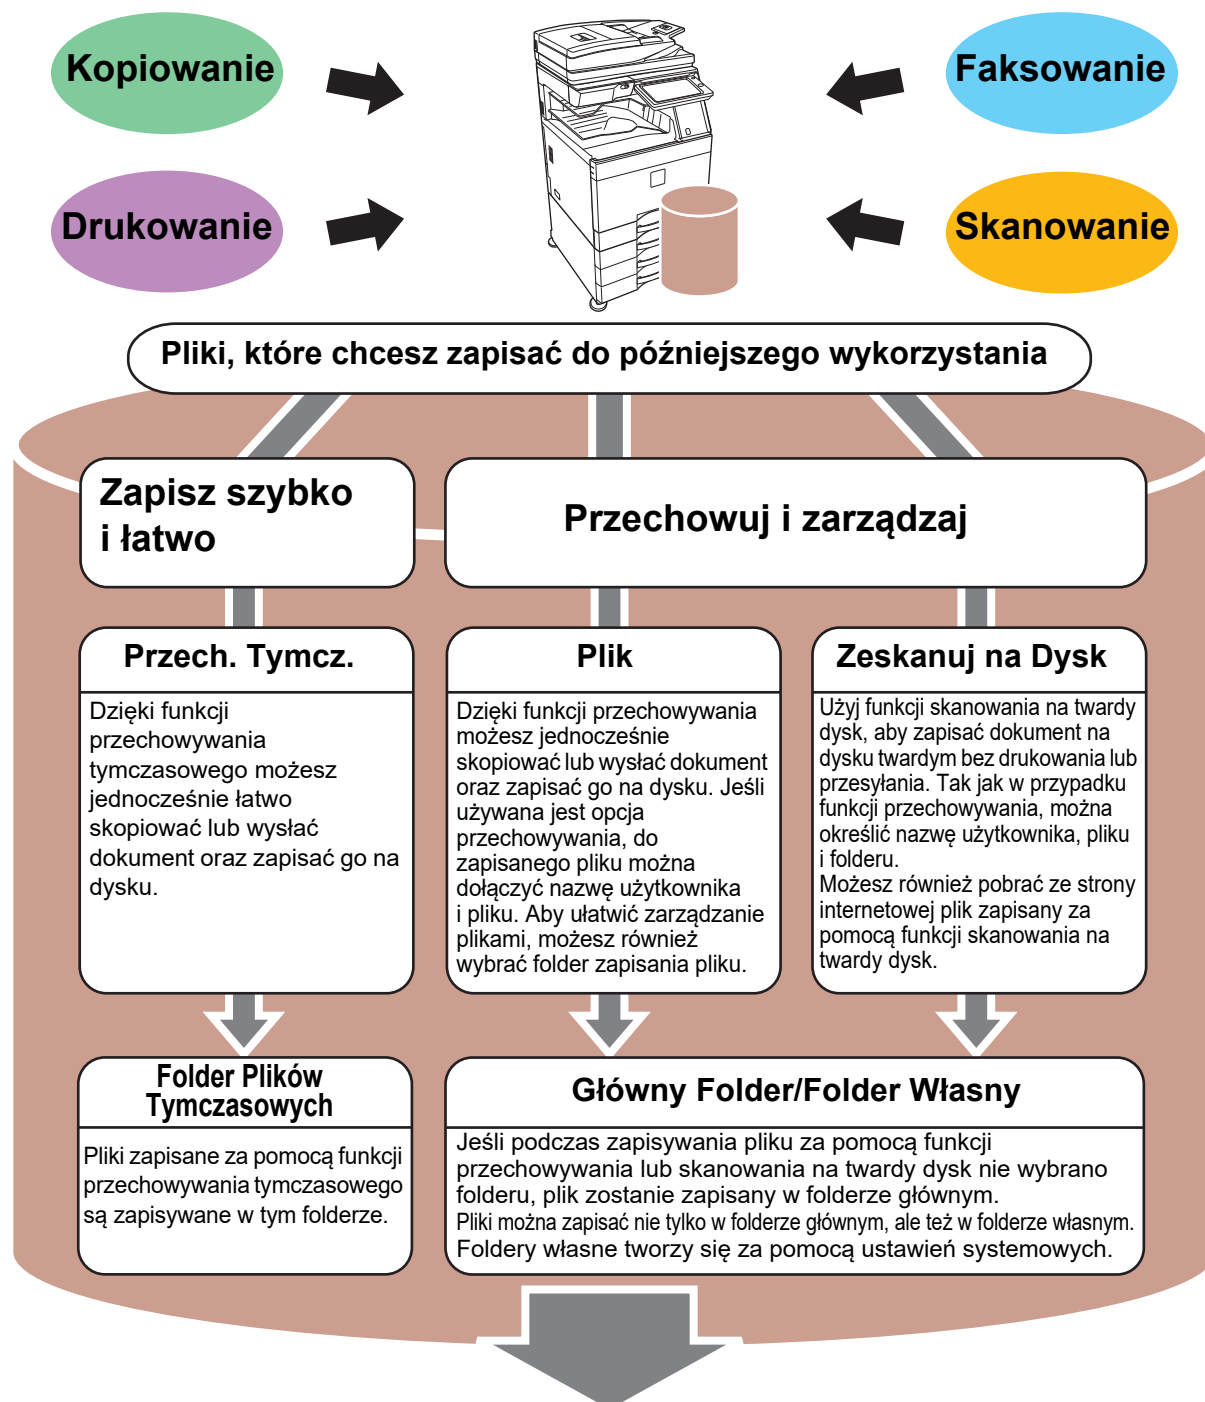 Kopiowanie
Faksowanie
Drukowanie
Skanowanie
Pliki, które chcesz zapisać do późniejszego wykorzystania
Zapisz szybko
i łatwo
Przechowuj i zarządzaj
Przech. Tymcz.
Dzięki funkcji
przechowywania
tymczasowego możesz
jednocześnie łatwo
skopiować lub wysłać
dokument oraz zapisać go na
dysku.
Plik
Dzięki funkcji przechowywania
możesz jednocześnie
skopiować lub wysłać dokument
oraz zapisać go na dysku. Jeśli
używana jest opcja
przechowywania, do
zapisanego pliku można
dołączyć nazwę użytkownika
i pliku. Aby ułatwić zarządzanie
plikami, możesz również
wybrać folder zapisania pliku.
Zeskanuj na Dysk
Użyj funkcji skanowania na twardy
dysk, aby zapisać dokument na
dysku twardym bez drukowania lub
przesyłania. Tak jak w przypadku
funkcji przechowywania, można
określić nazwę użytkownika, pliku
i folderu.
Możesz również pobrać ze strony
internetowej plik zapisany za
pomocą funkcji skanowania na
twardy dysk.
Folder Plików
Tymczasowych
Pliki zapisane za pomocą funkcji
przechowywania tymczasowego
są zapisywane w tym folderze.
Główny Folder/Folder Własny
Jeśli podczas zapisywania pliku za pomocą funkcji
przechowywania lub skanowania na twardy dysk nie wybrano
folderu, plik zostanie zapisany w folderze głównym.
Pliki można zapisać nie tylko w folderze głównym, ale też w folderze własnym.
Foldery własne tworzy się za pomocą ustawień systemowych.